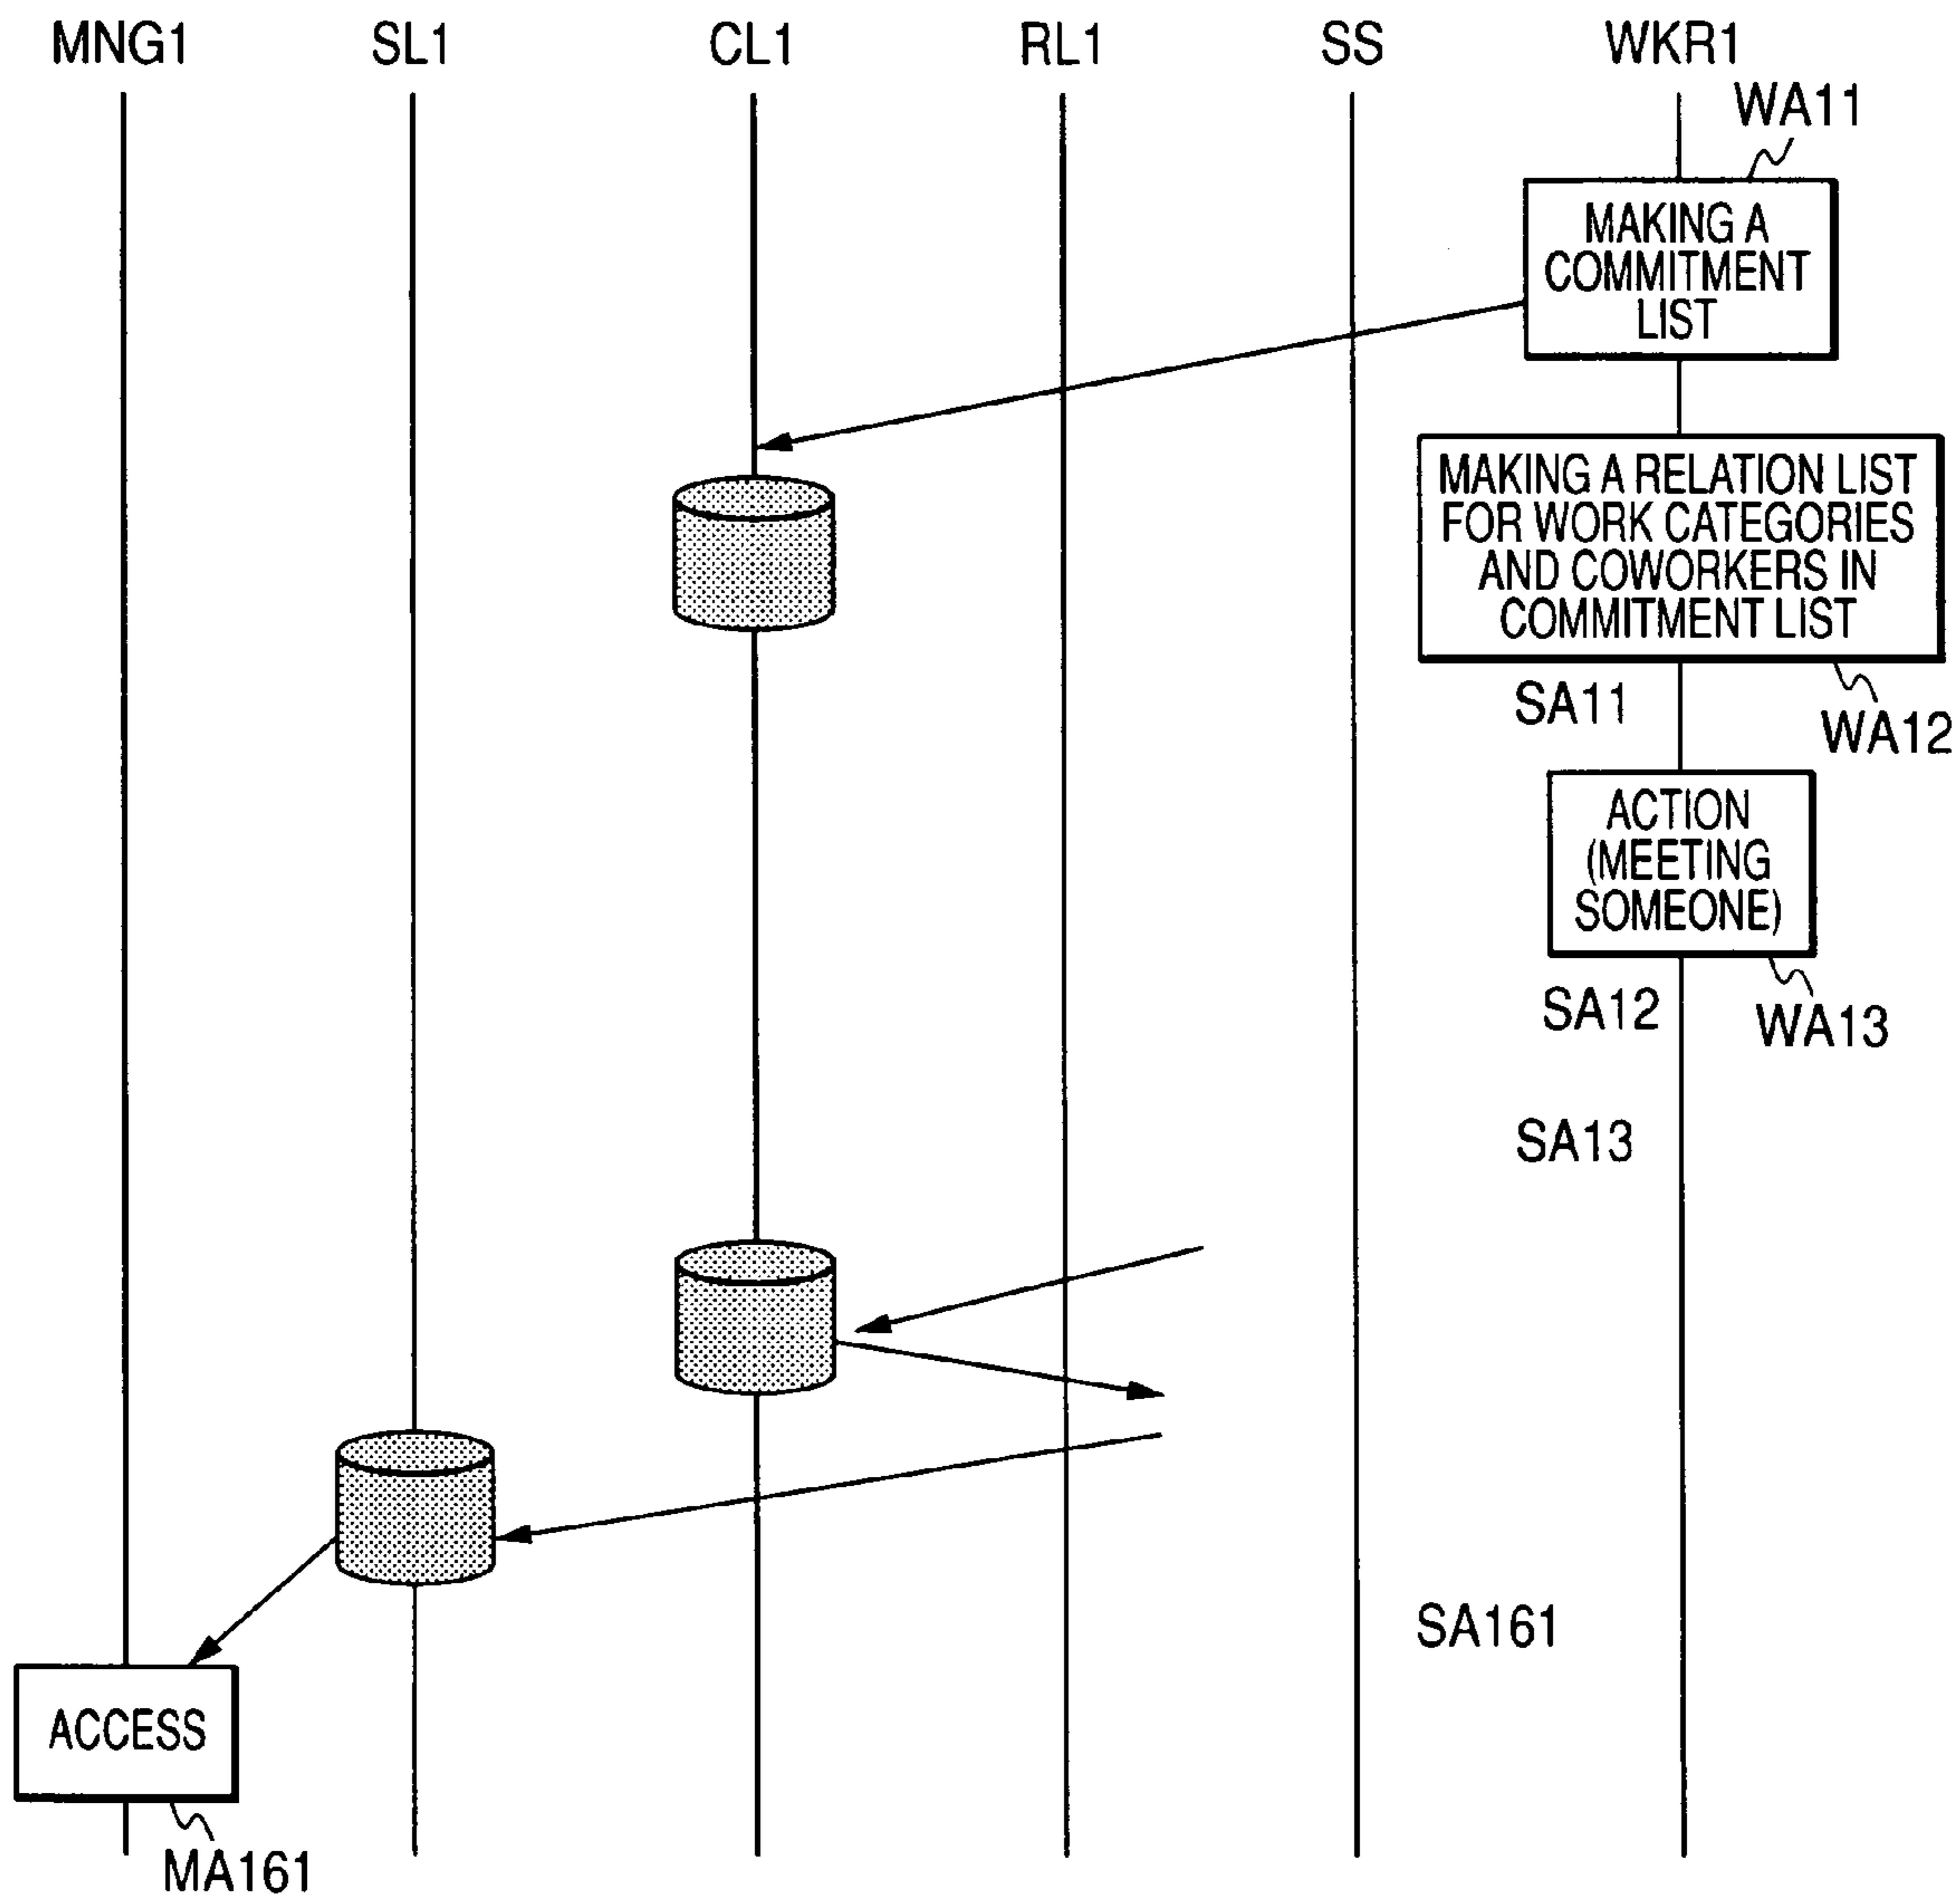 MNG1 SL1 CL1 RL1 SS WKR1
WA11
MAKING A
COMMITMENT
LIST
MAKING A RELATION LIST
FOR WORK CATEGORIES
AND COWORKERS IN
COMMITMENT LIST
SA11
WA12
ACTION
(MEETING
SOMEONE)
SA12
WA13
SA13
SA161
ACCESS
MA161